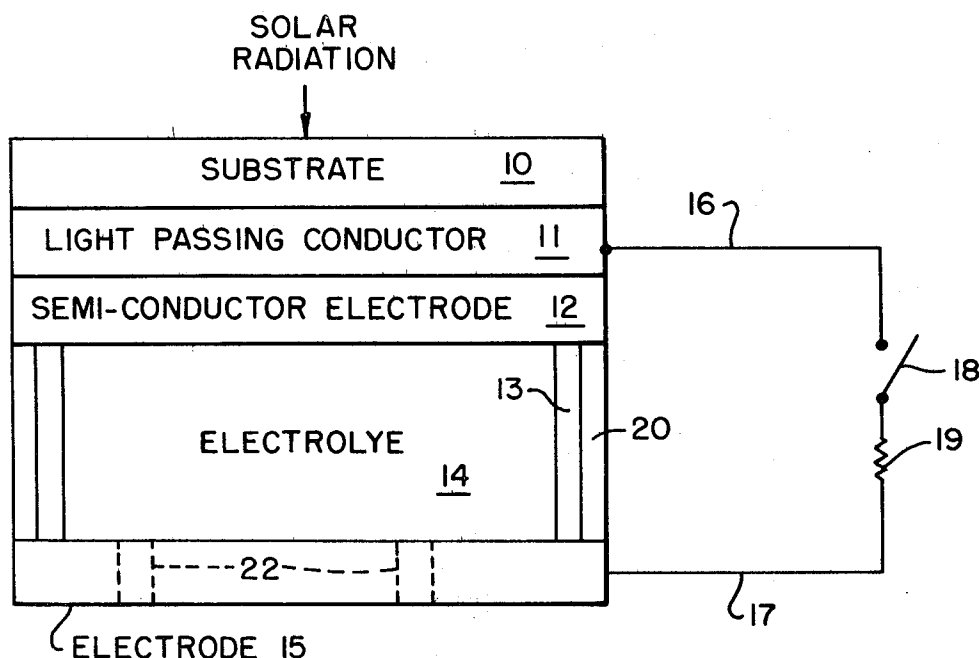 SOLAR
RADIATION
SUBSTRATE 10
LIGHT PASSING CONDUCTOR 11
16
SEMI-CONDUCTOR ELECTRODE 12
18
13
20
19
ELECTROLYE
14
22
17
ELECTRODE 15